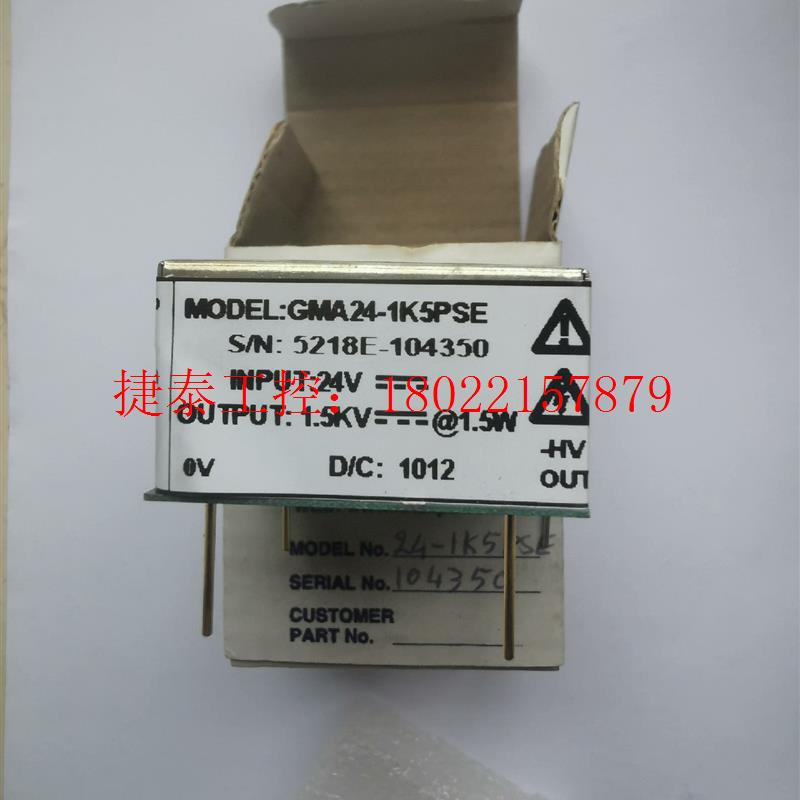 MODEL:GMA24-1K5PSE
S/N: 5218E-104350
INPUT:24V
捷泰工控：18022157879
OUTPUT: 1.5KV @1.5W
-HV
OUT
0V
D/C: 1012
MODEL No. 24-1K5PSE
SERIAL No. 104350
CUSTOMER
PART No.